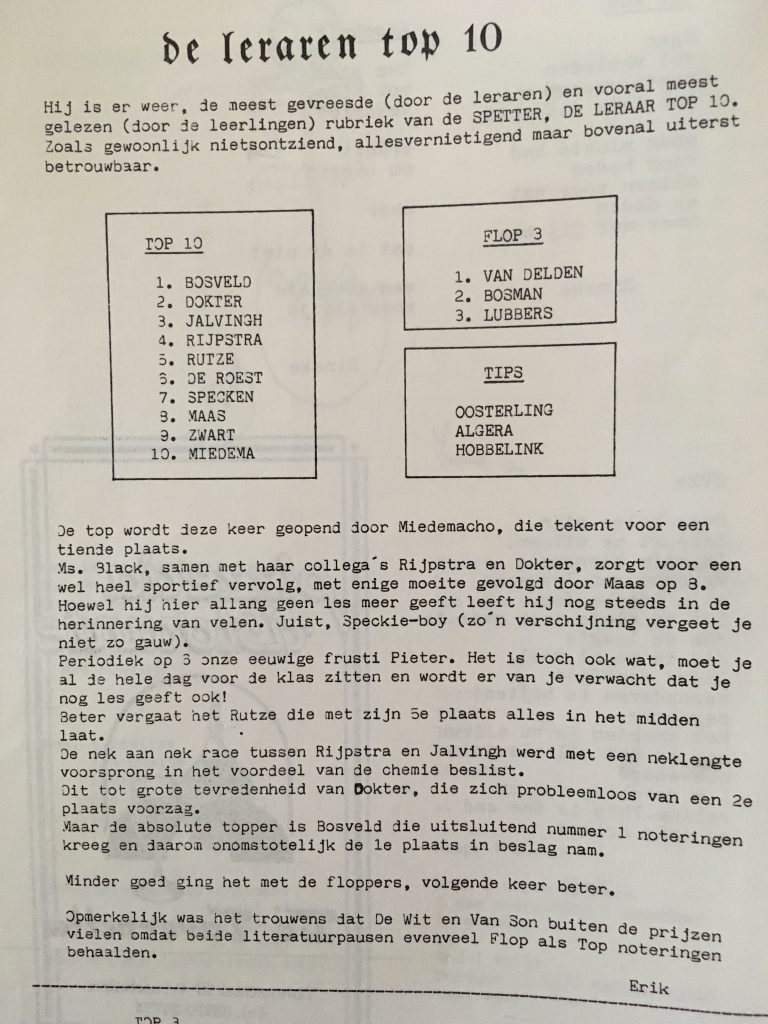 de leraren top 10
Hij is er weer, de meest gevreesde (door de leraren) en vooral meest
gelezen (door de leerlingen) rubriek van de SPETTER, DE LERAAR TOP 10.
Zoals gewoonlijk nietsontziend, allesvernietigend maar bovenal uiterst
betrouwbaar.
TOP 10
1. BOSVELD
2. DOKTER
3. JALVINGH
4. RIJPSTRA
5. RUTZE
6. DE ROEST
7. SPECKEN
8. MAAS
9. ZWART
10. MIEDEMA
FLOP 3
1. VAN DELDEN
2. BOSMAN
3. LUBBERS
TIPS
OOSTERLING
ALGERA
HOBBELINK
De top wordt deze keer geopend door Miedemacho, die tekent voor een
tiende plaats.
Ms. Black, samen met haar collega's Rijpstra en Dokter, zorgt voor een
wel heel sportief vervolg, met enige moeite gevolgd door Maas op 8.
Hoewel hij hier allang geen les meer geeft leeft hij nog steeds in de
herinnering van velen. Juist, Speckie-boy (zo'n verschijning vergeet je
niet zo gauw).
Periodiek op 6 onze eeuwige frusti Pieter. Het is toch ook wat, moet je
al de hele dag voor de klas zitten en wordt er van je verwacht dat je
nog les geeft ook!
Beter vergaat het Rutze die met zijn 5e plaats alles in het midden
laat.
De nek aan nek race tussen Rijpstra en Jalvingh werd met een neklengte
voorsprong in het voordeel van de chemie beslist.
Dit tot grote tevredenheid van Dokter, die zich probleemloos van een 2e
plaats voorzag.
Maar de absolute topper is Bosveld die uitsluitend nummer 1 noteringen
kreeg en daarom onomstotelijk de 1e plaats in beslag nam.
Minder goed ging het met de floppers, volgende keer beter.
Opmerkelijk was het trouwens dat De Wit en Van Son buiten de prijzen
vielen omdat beide literatuurpausen evenveel Flop als Top noteringen
behaalden.
Erik
TOP 3